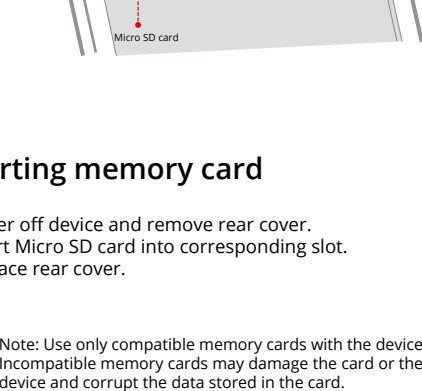 Micro SD card
rting memory card
er off device and remove rear cover.
rt Micro SD card into corresponding slot.
ace rear cover.
Note: Use only compatible memory cards with the device
Incompatible memory cards may damage the card or the
device and corrupt the data stored in the card.